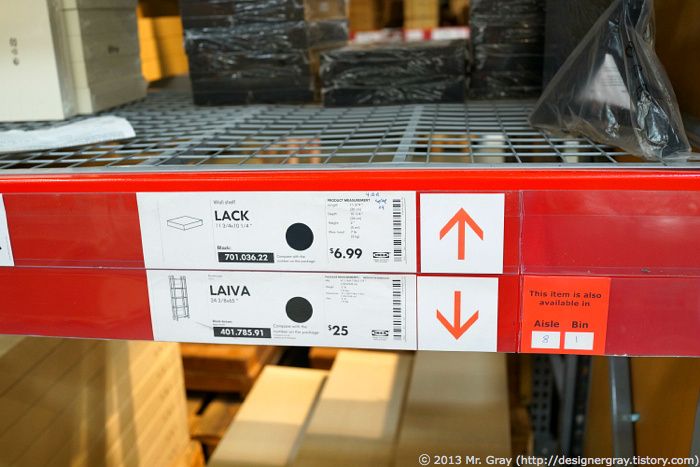 Wall shelf
LACK
11 3/4x10 1/4 "
Black
701.036.22
Compare with the
number on the package
PRODUCT MEASUREMENT
$6.99
IKEA
LAIVA
24 3/8x65 "
401.785.91
Compare with the
number on the package
$25
IKEA
This item is also
available in
Aisle Bin
8 1
© 2013 Mr. Gray (http://designergray.tistory.com)